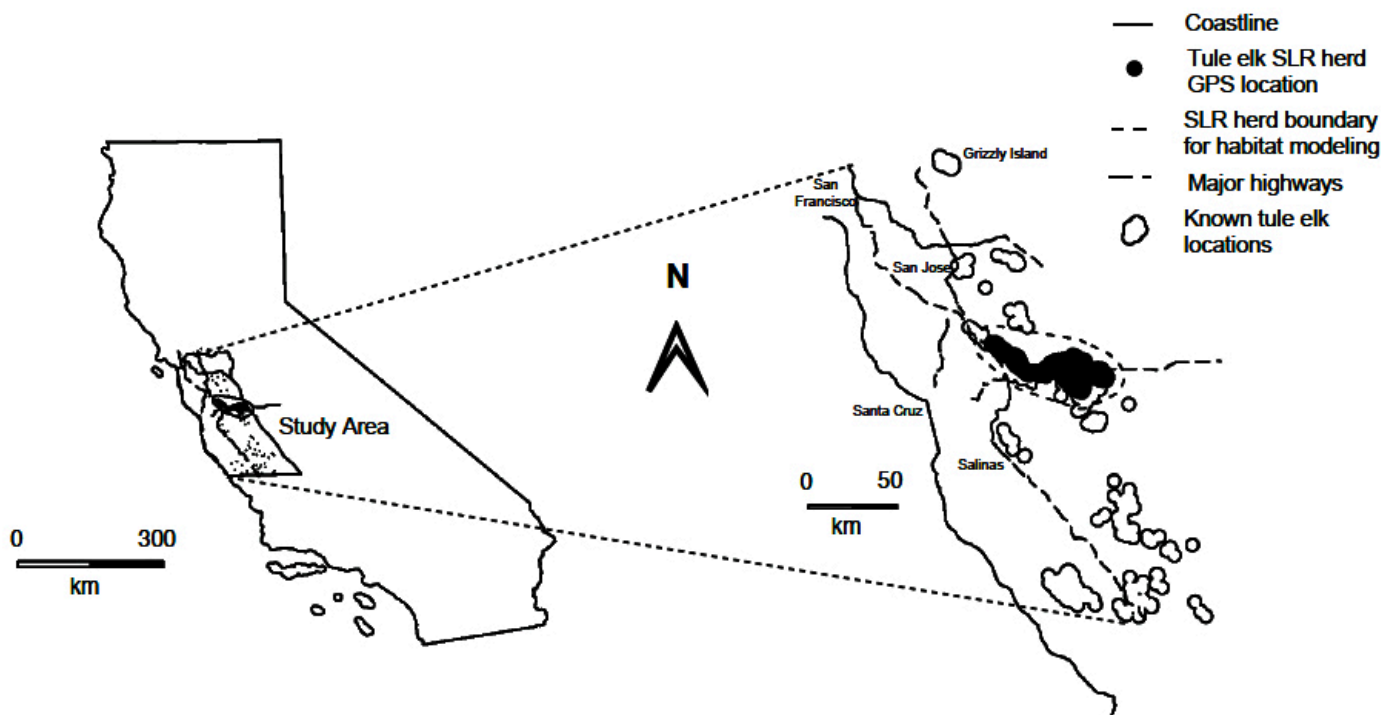 Coastline
Tule elk SLR herd
GPS location
SLR herd boundary
for habitat modeling
Major highways
Known tule elk
locations
Grizzly Island
San
Francisco
San Jose
N
Study Area
Santa Cruz
Salinas
0 50
km
0 300
km